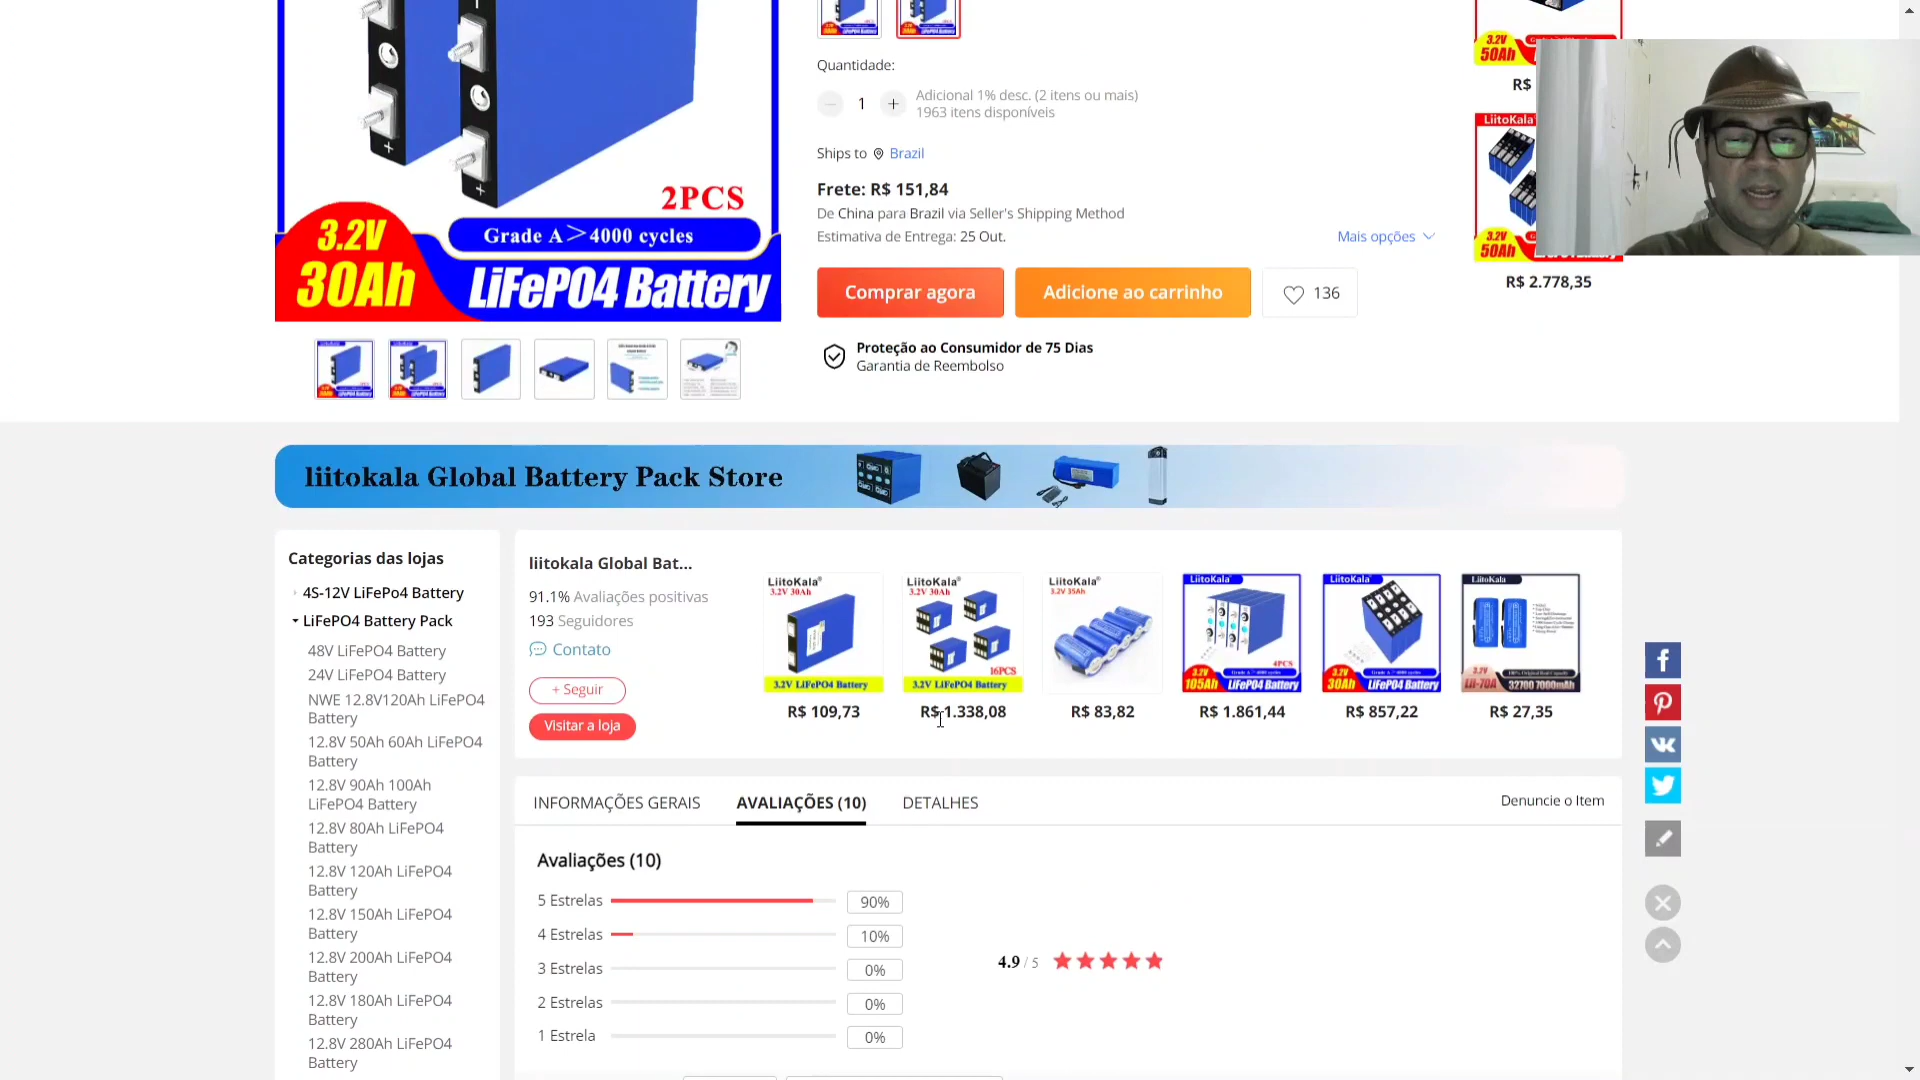 2PCS
Grade A＞4000 cycles
3.2V
30Ah
LiFePO4 Battery
Quantidade:
1
Adicional 1% desc. (2 itens ou mais)
1963 itens disponíveis
Ships to Brazil
Frete: R$ 151,84
De China para Brazil via Seller's Shipping Method
Estimativa de Entrega: 25 Out.
Mais opções
Comprar agora
Adicione ao carrinho
136
Proteção ao Consumidor de 75 Dias
Garantia de Reembolso
3.2V
50Ah
R$
LiitoKala
3.2V
50Ah
R$ 2.778,35
liitokala Global Battery Pack Store
Categorias das lojas
4S-12V LiFePo4 Battery
LiFePO4 Battery Pack
48V LiFePO4 Battery
24V LiFePO4 Battery
NWE 12.8V120Ah LiFePO4
Battery
12.8V 50Ah 60Ah LiFePO4
Battery
12.8V 90Ah 100Ah
LiFePO4 Battery
12.8V 80Ah LiFePO4
Battery
12.8V 120Ah LiFePO4
Battery
12.8V 150Ah LiFePO4
Battery
12.8V 200Ah LiFePO4
Battery
12.8V 180Ah LiFePO4
Battery
12.8V 280Ah LiFePO4
Battery
liitokala Global Bat...
91.1% Avaliações positivas
193 Seguidores
Contato
+ Seguir
Visitar a loja
LiitoKala®
3.2V 30Ah
3.2V LiFePO4 Battery
R$ 109,73
LiitoKala®
3.2V 30Ah
16PCS
3.2V LiFePO4 Battery
R$ 1.338,08
LiitoKala®
3.2V 35Ah
R$ 83,82
LiitoKala
4PCS
3.2V
105Ah
LiFePO4 Battery
R$ 1.861,44
LiitoKala
3.2V
30Ah
LiFePO4 Battery
R$ 857,22
LiitoKala
3.2V
Lii-70A
32700 7000mAh
R$ 27,35
INFORMAÇÕES GERAIS
AVALIAÇÕES (10)
DETALHES
Denuncie o Item
Avaliações (10)
5 Estrelas 90%
4 Estrelas 10%
3 Estrelas 0%
2 Estrelas 0%
1 Estrela 0%
4.9 / 5